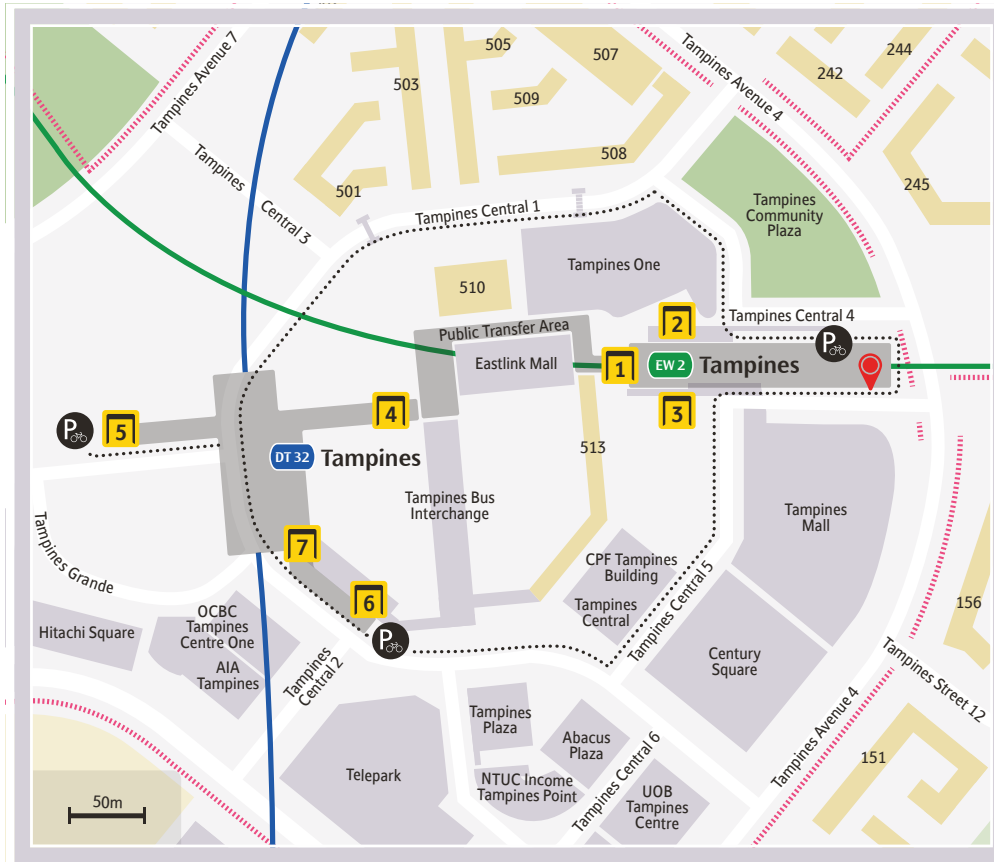 Tampines Avenue 7
505
507
244
503
242
509
Tampines Avenue 4
508
501
245
Tampines
Central 3
Tampines Central 1
Tampines
Community
Plaza
Tampines One
510
2
Tampines Central 4
Public Transfer Area
P
Eastlink Mall
1
EW 2
Tampines
3
4
P
5
DT 32
Tampines
513
Tampines Bus
Interchange
Tampines
Mall
7
CPF Tampines
Building
Tampines Grande
6
Tampines
Central
Tampines Central 5
156
OCBC
Tampines
Centre One
Hitachi Square
P
AIA
Tampines
Tampines
Central 2
Century
Square
Tampines Street 12
Tampines
Plaza
Abacus
Plaza
Tampines Avenue 4
151
Telepark
NTUC Income
Tampines Point
Tampines Central 6
UOB
Tampines
Centre
50m